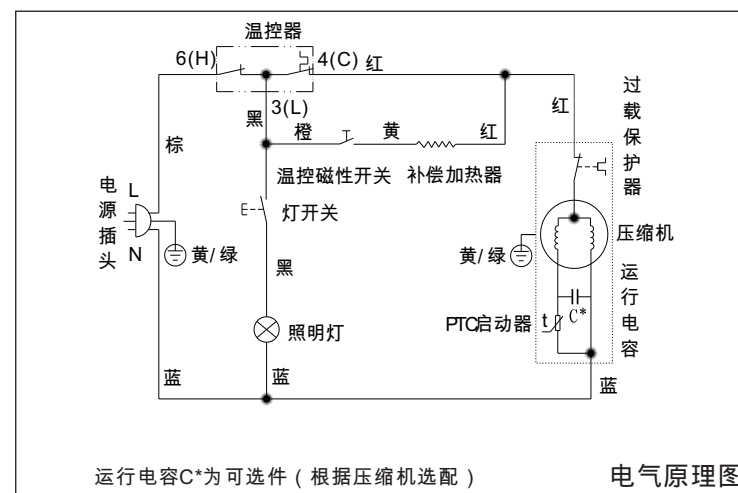 温控器
6(H)
4(C) 红
3(L)
黑
橙
黄
红
红
过载保护器
棕
温控磁性开关
补偿加热器
电源插头
L
N
灯开关
压缩机
黄/绿
黄/绿
黑
运行电容
PTC启动器
t
C*
照明灯
蓝
蓝
蓝
运行电容C*为可选件（根据压缩机选配）
电气原理图